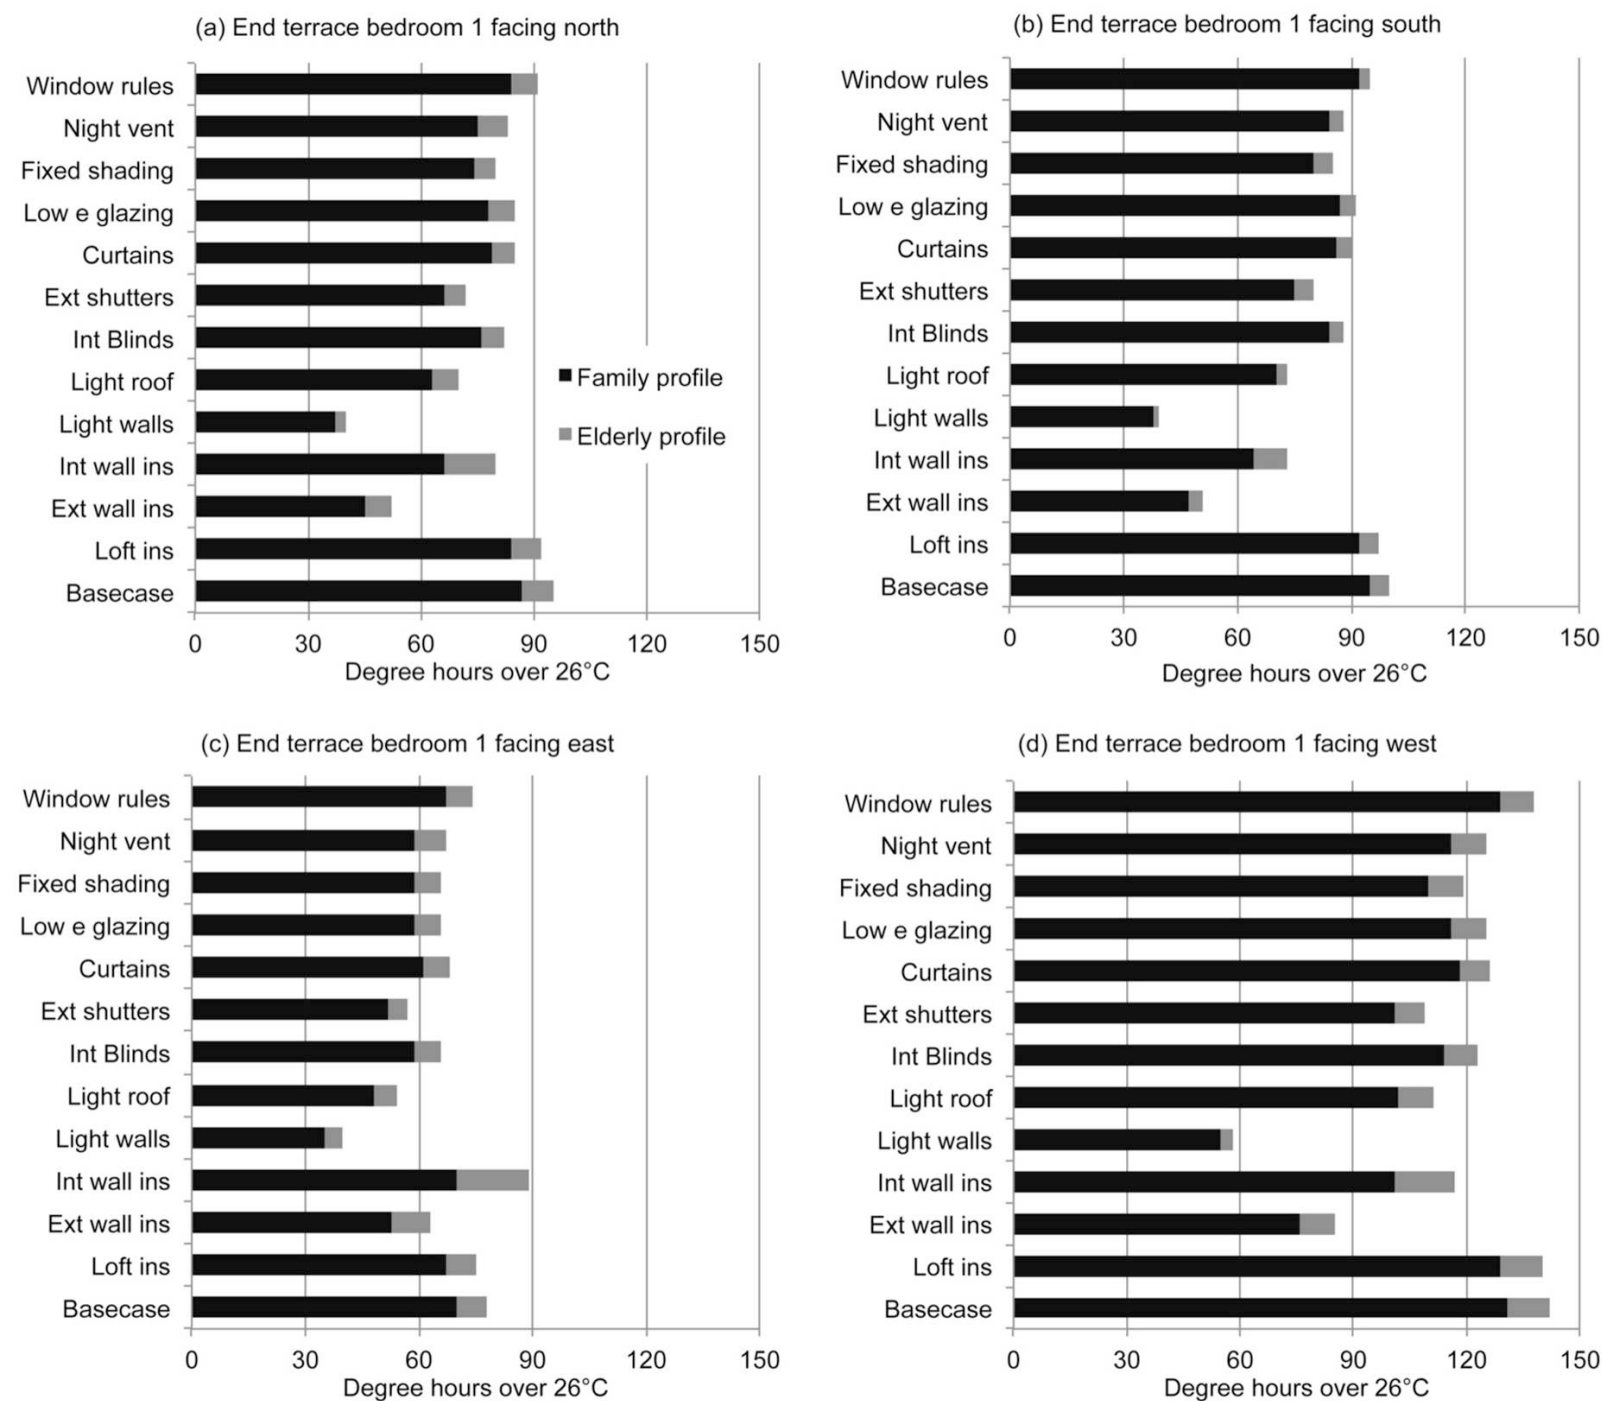 (a) End terrace bedroom 1 facing north
Window rules
Night vent
Fixed shading
Low e glazing
Curtains
Ext shutters
Int Blinds
Light roof
Light walls
Int wall ins
Ext wall ins
Loft ins
Basecase
Family profile
Elderly profile
0 30 60 90 120 150
Degree hours over 26°C
(b) End terrace bedroom 1 facing south
Window rules
Night vent
Fixed shading
Low e glazing
Curtains
Ext shutters
Int Blinds
Light roof
Light walls
Int wall ins
Ext wall ins
Loft ins
Basecase
0 30 60 90 120 150
Degree hours over 26°C
(c) End terrace bedroom 1 facing east
Window rules
Night vent
Fixed shading
Low e glazing
Curtains
Ext shutters
Int Blinds
Light roof
Light walls
Int wall ins
Ext wall ins
Loft ins
Basecase
0 30 60 90 120 150
Degree hours over 26°C
(d) End terrace bedroom 1 facing west
Window rules
Night vent
Fixed shading
Low e glazing
Curtains
Ext shutters
Int Blinds
Light roof
Light walls
Int wall ins
Ext wall ins
Loft ins
Basecase
0 30 60 90 120 150
Degree hours over 26°C